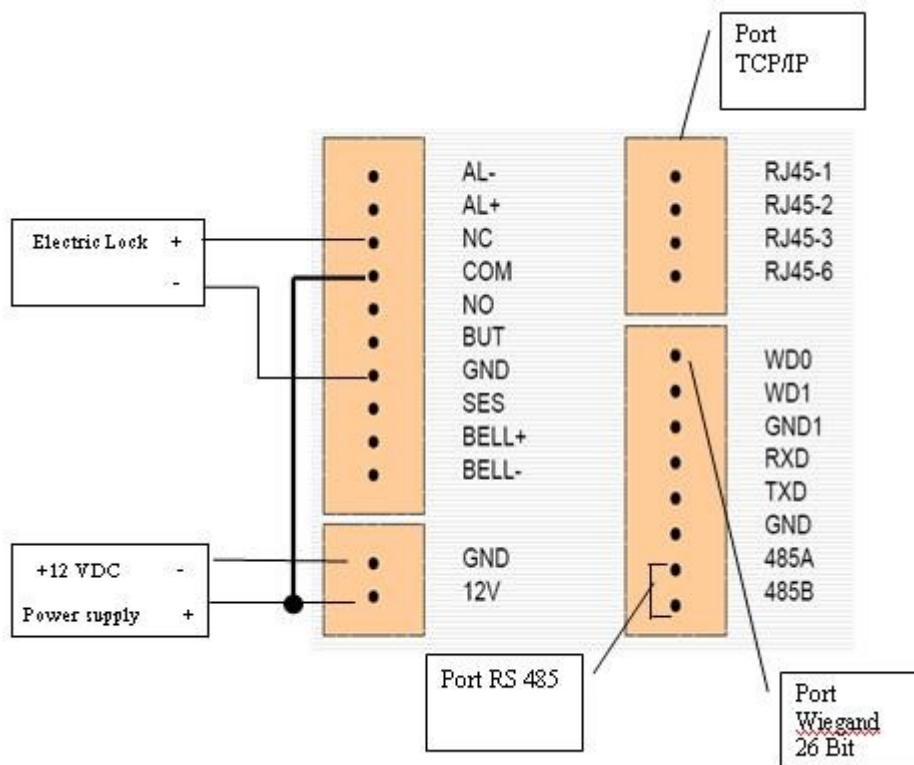 Port
TCP/IP
AL-
AL+
NC
COM
NO
BUT
GND
SES
BELL+
BELL-
RJ45-1
RJ45-2
RJ45-3
RJ45-6
Electric Lock +
-
WD0
WD1
GND1
RXD
TXD
GND
485A
485B
+12 VDC -
Power supply +
GND
12V
Port RS 485
Port
Wiegand
26 Bit